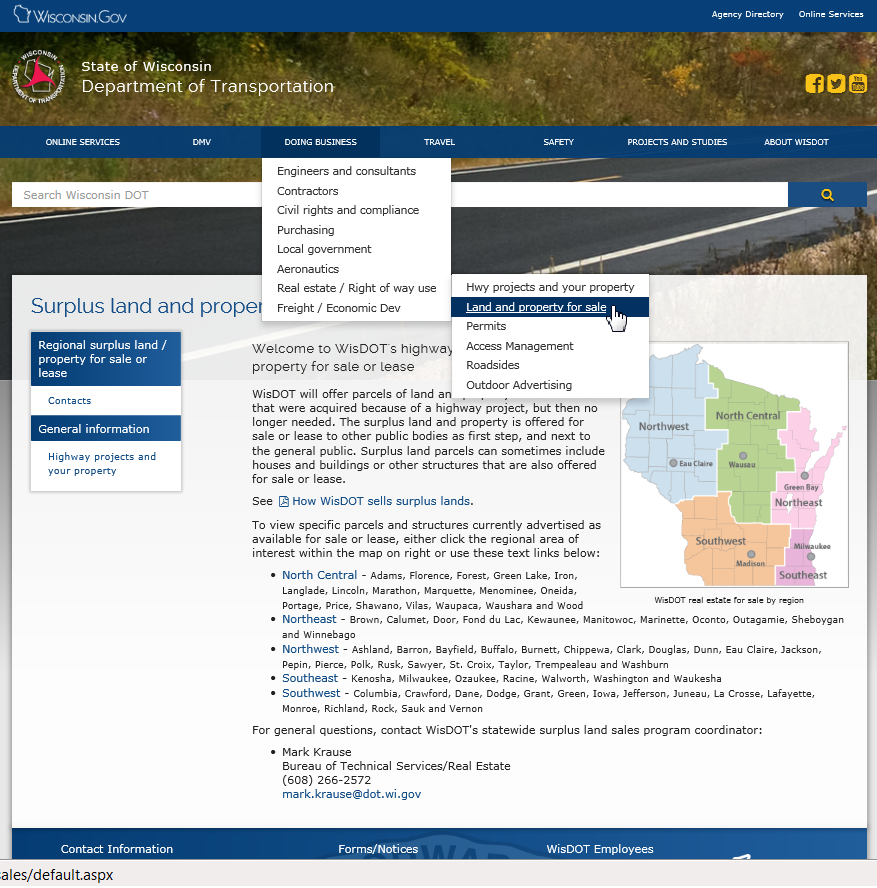 WISCONSIN.GOV
Agency Directory Online Services
WISCONSIN
State of Wisconsin
Department of Transportation
You
Tube
ONLINE SERVICES DMV DOING BUSINESS TRAVEL SAFETY PROJECTS AND STUDIES ABOUT WISDOT
Engineers and consultants
Contractors
Civil rights and compliance
Purchasing
Local government
Aeronautics
Real estate / Right of way use
Freight / Economic Dev
Search Wisconsin DOT
Hwy projects and your property
Land and property for sale
Permits
Access Management
Roadsides
Outdoor Advertising
Surplus land and proper
Regional surplus land /
property for sale or
lease
Contacts
General information
Highway projects and
your property
Welcome to WisDOT's highway
property for sale or lease
WisDOT will offer parcels of land an
that were acquired because of a highway project, but then no
longer needed. The surplus land and property is offered for
sale or lease to other public bodies as first step, and next to
the general public. Surplus land parcels can sometimes include
houses and buildings or other structures that are also offered
for sale or lease.
See How WisDOT sells surplus lands.
To view specific parcels and structures currently advertised as
available for sale or lease, either click the regional area of
interest within the map on right or use these text links below:
Northwest
North Central
Eau Claire
Wausau
Green Bay
Northeast
Southwest
Madison
Milwaukee
Southeast
WisDOT real estate for sale by region
• North Central - Adams, Florence, Forest, Green Lake, Iron,
Langlade, Lincoln, Marathon, Marquette, Menominee, Oneida,
Portage, Price, Shawano, Vilas, Waupaca, Waushara and Wood
• Northeast - Brown, Calumet, Door, Fond du Lac, Kewaunee, Manitowoc, Marinette, Oconto, Outagamie, Sheboygan
and Winnebago
• Northwest - Ashland, Barron, Bayfield, Buffalo, Burnett, Chippewa, Clark, Douglas, Dunn, Eau Claire, Jackson,
Pepin, Pierce, Polk, Rusk, Sawyer, St. Croix, Taylor, Trempealeau and Washburn
• Southeast - Kenosha, Milwaukee, Ozaukee, Racine, Walworth, Washington and Waukesha
• Southwest - Columbia, Crawford, Dane, Dodge, Grant, Green, Iowa, Jefferson, Juneau, La Crosse, Lafayette,
Monroe, Richland, Rock, Sauk and Vernon
For general questions, contact WisDOT's statewide surplus land sales program coordinator:
• Mark Krause
Bureau of Technical Services/Real Estate
(608) 266-2572
mark.krause@dot.wi.gov
Contact Information Forms/Notices WisDOT Employees
ales/default.aspx